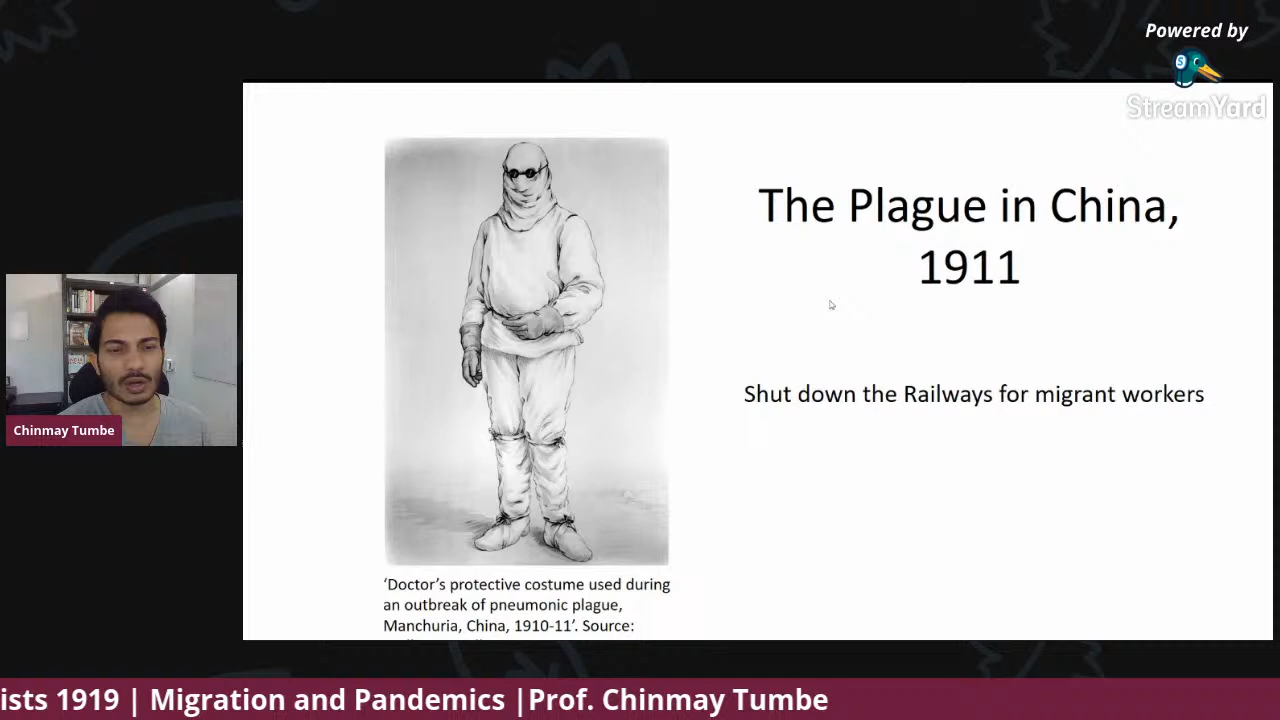 Powered by
StreamYard
The Plague in China,
1911
Shut down the Railways for migrant workers
Chinmay Tumbe
‘Doctor’s protective costume used during
an outbreak of pneumonic plague,
Manchuria, China, 1910-11’. Source:
ists 1919 | Migration and Pandemics |Prof. Chinmay Tumbe